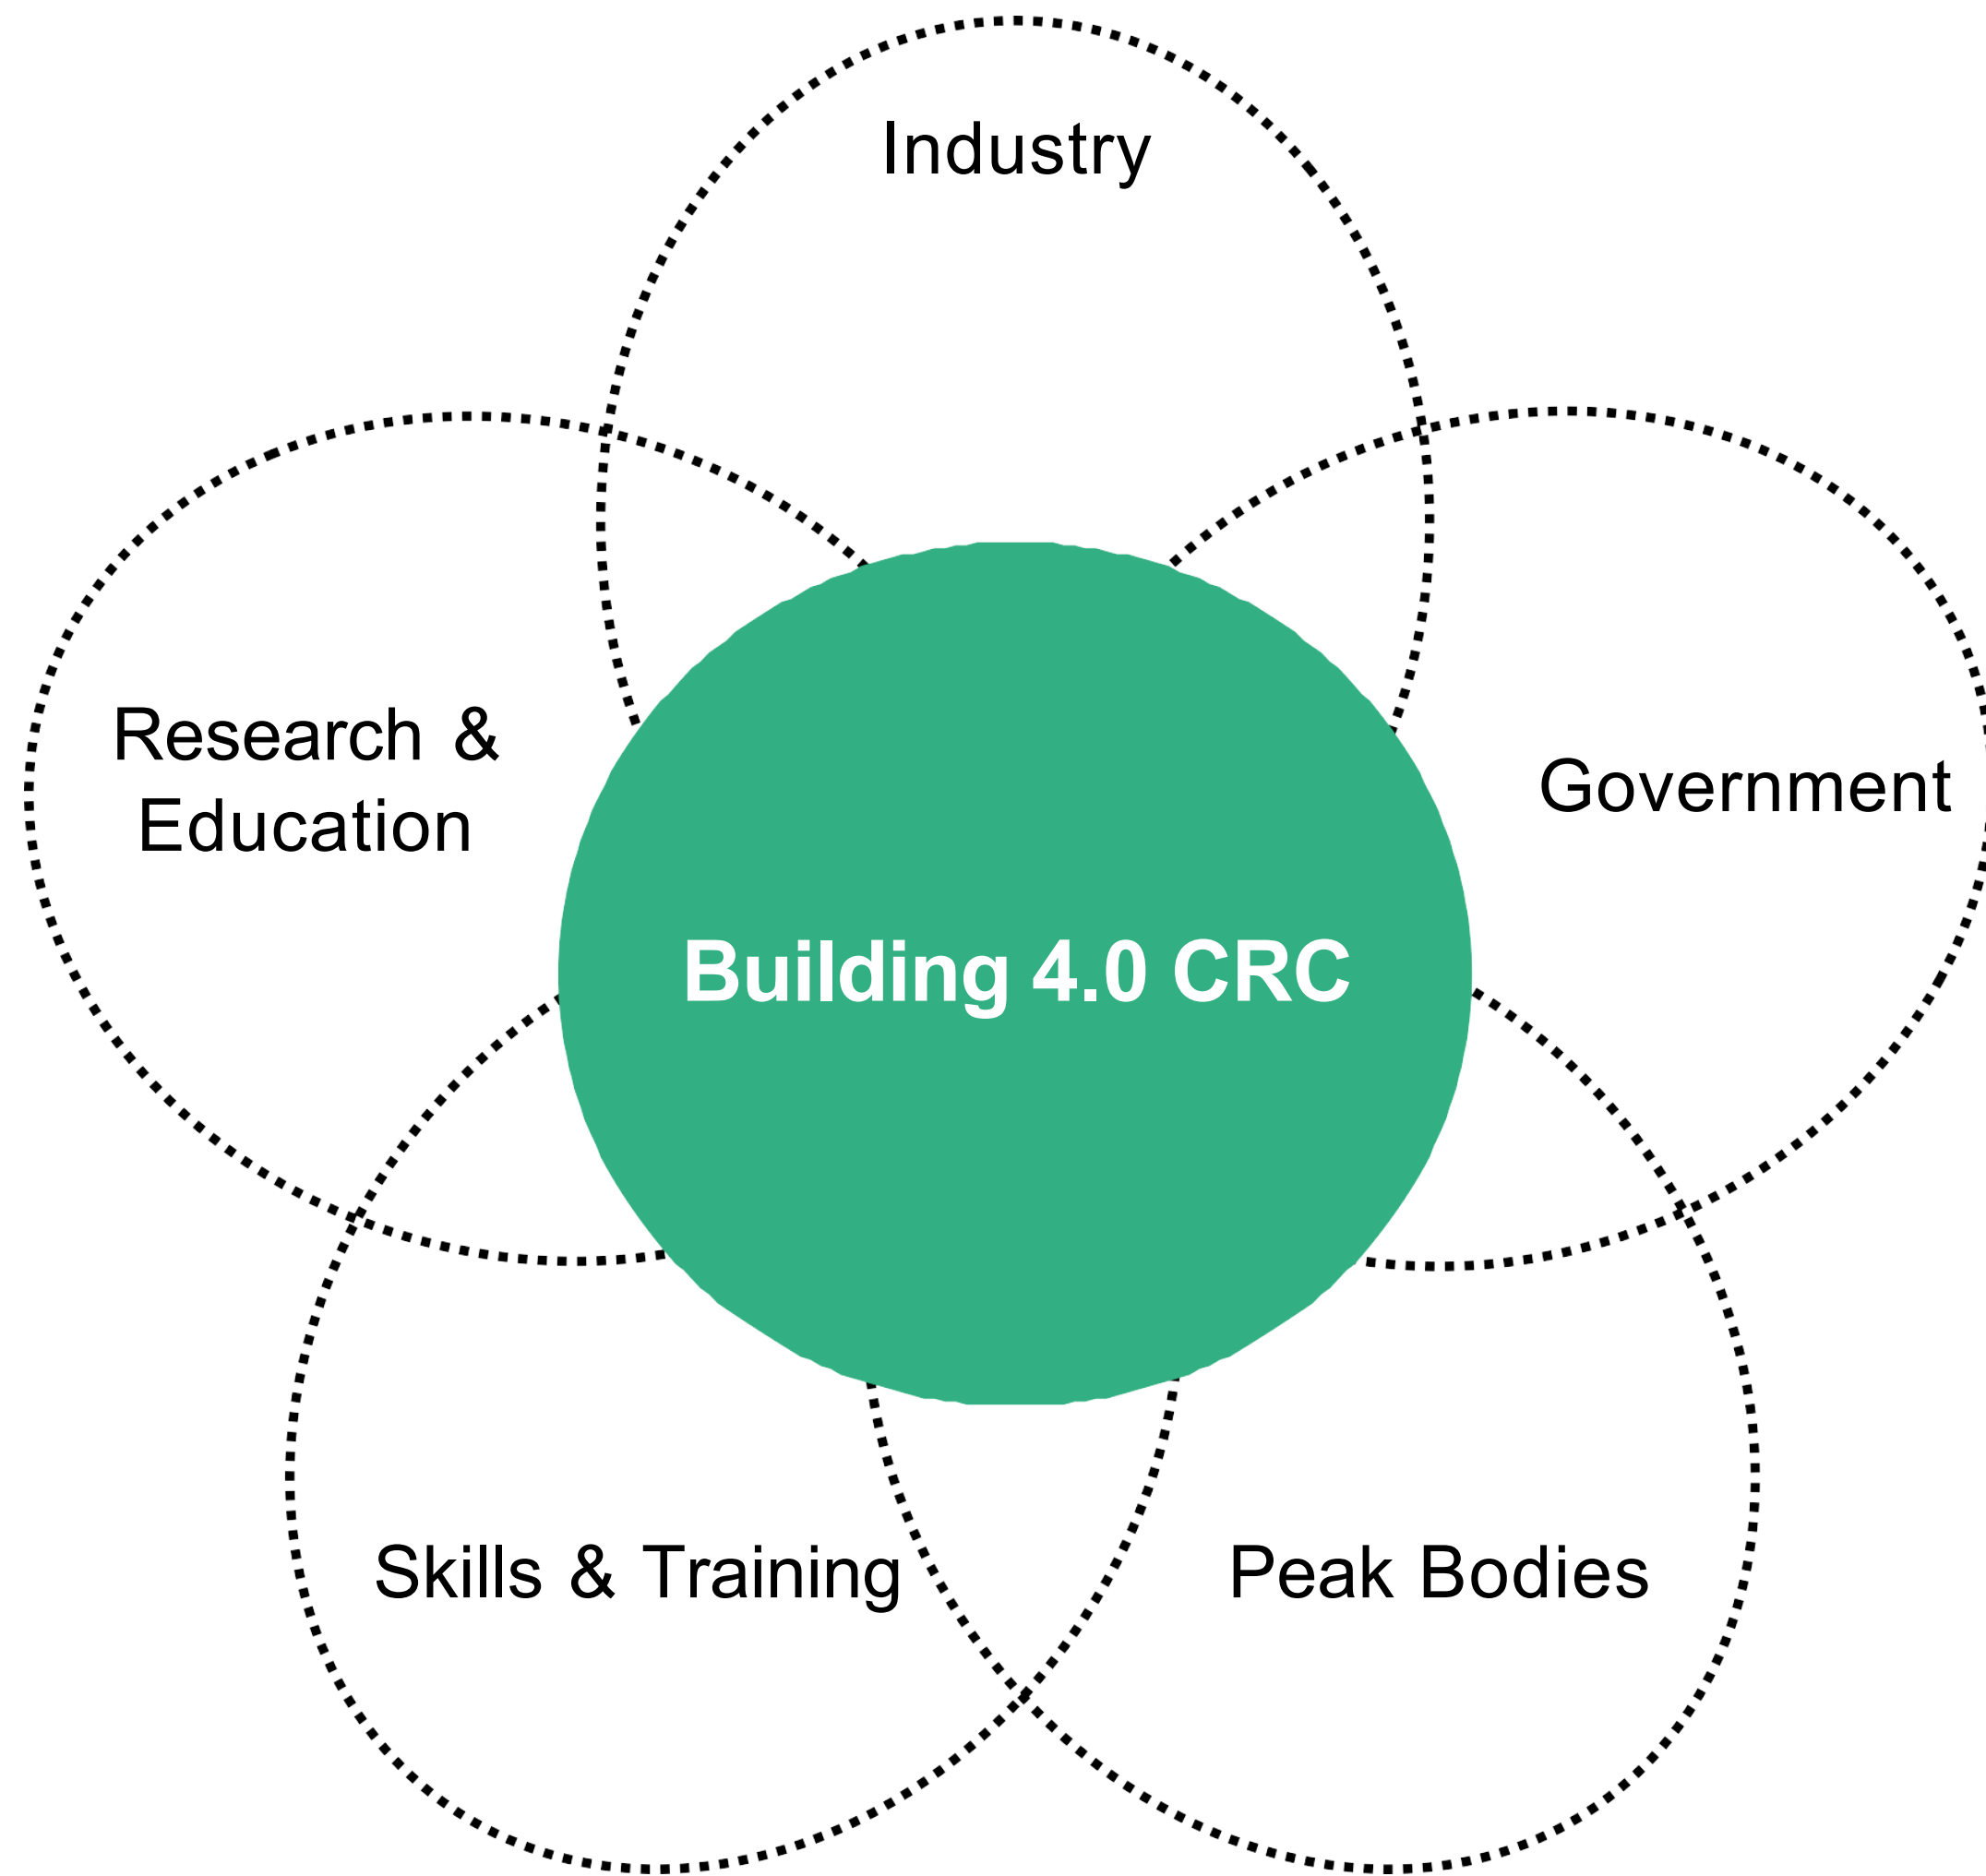 Industry
Research &
Education
Government
Building 4.0 CRC
Skills & Training
Peak Bodies